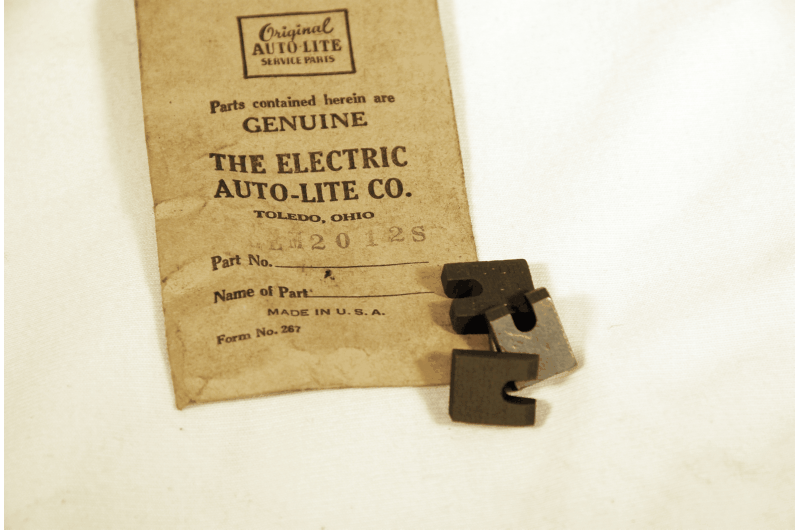 Original
AUTO-LITE
SERVICE PARTS
Parts contained herein are
GENUINE
THE ELECTRIC
AUTO-LITE CO.
TOLEDO, OHIO
2012S
Part No.
Name of Part
MADE IN U. S. A.
Form No. 267